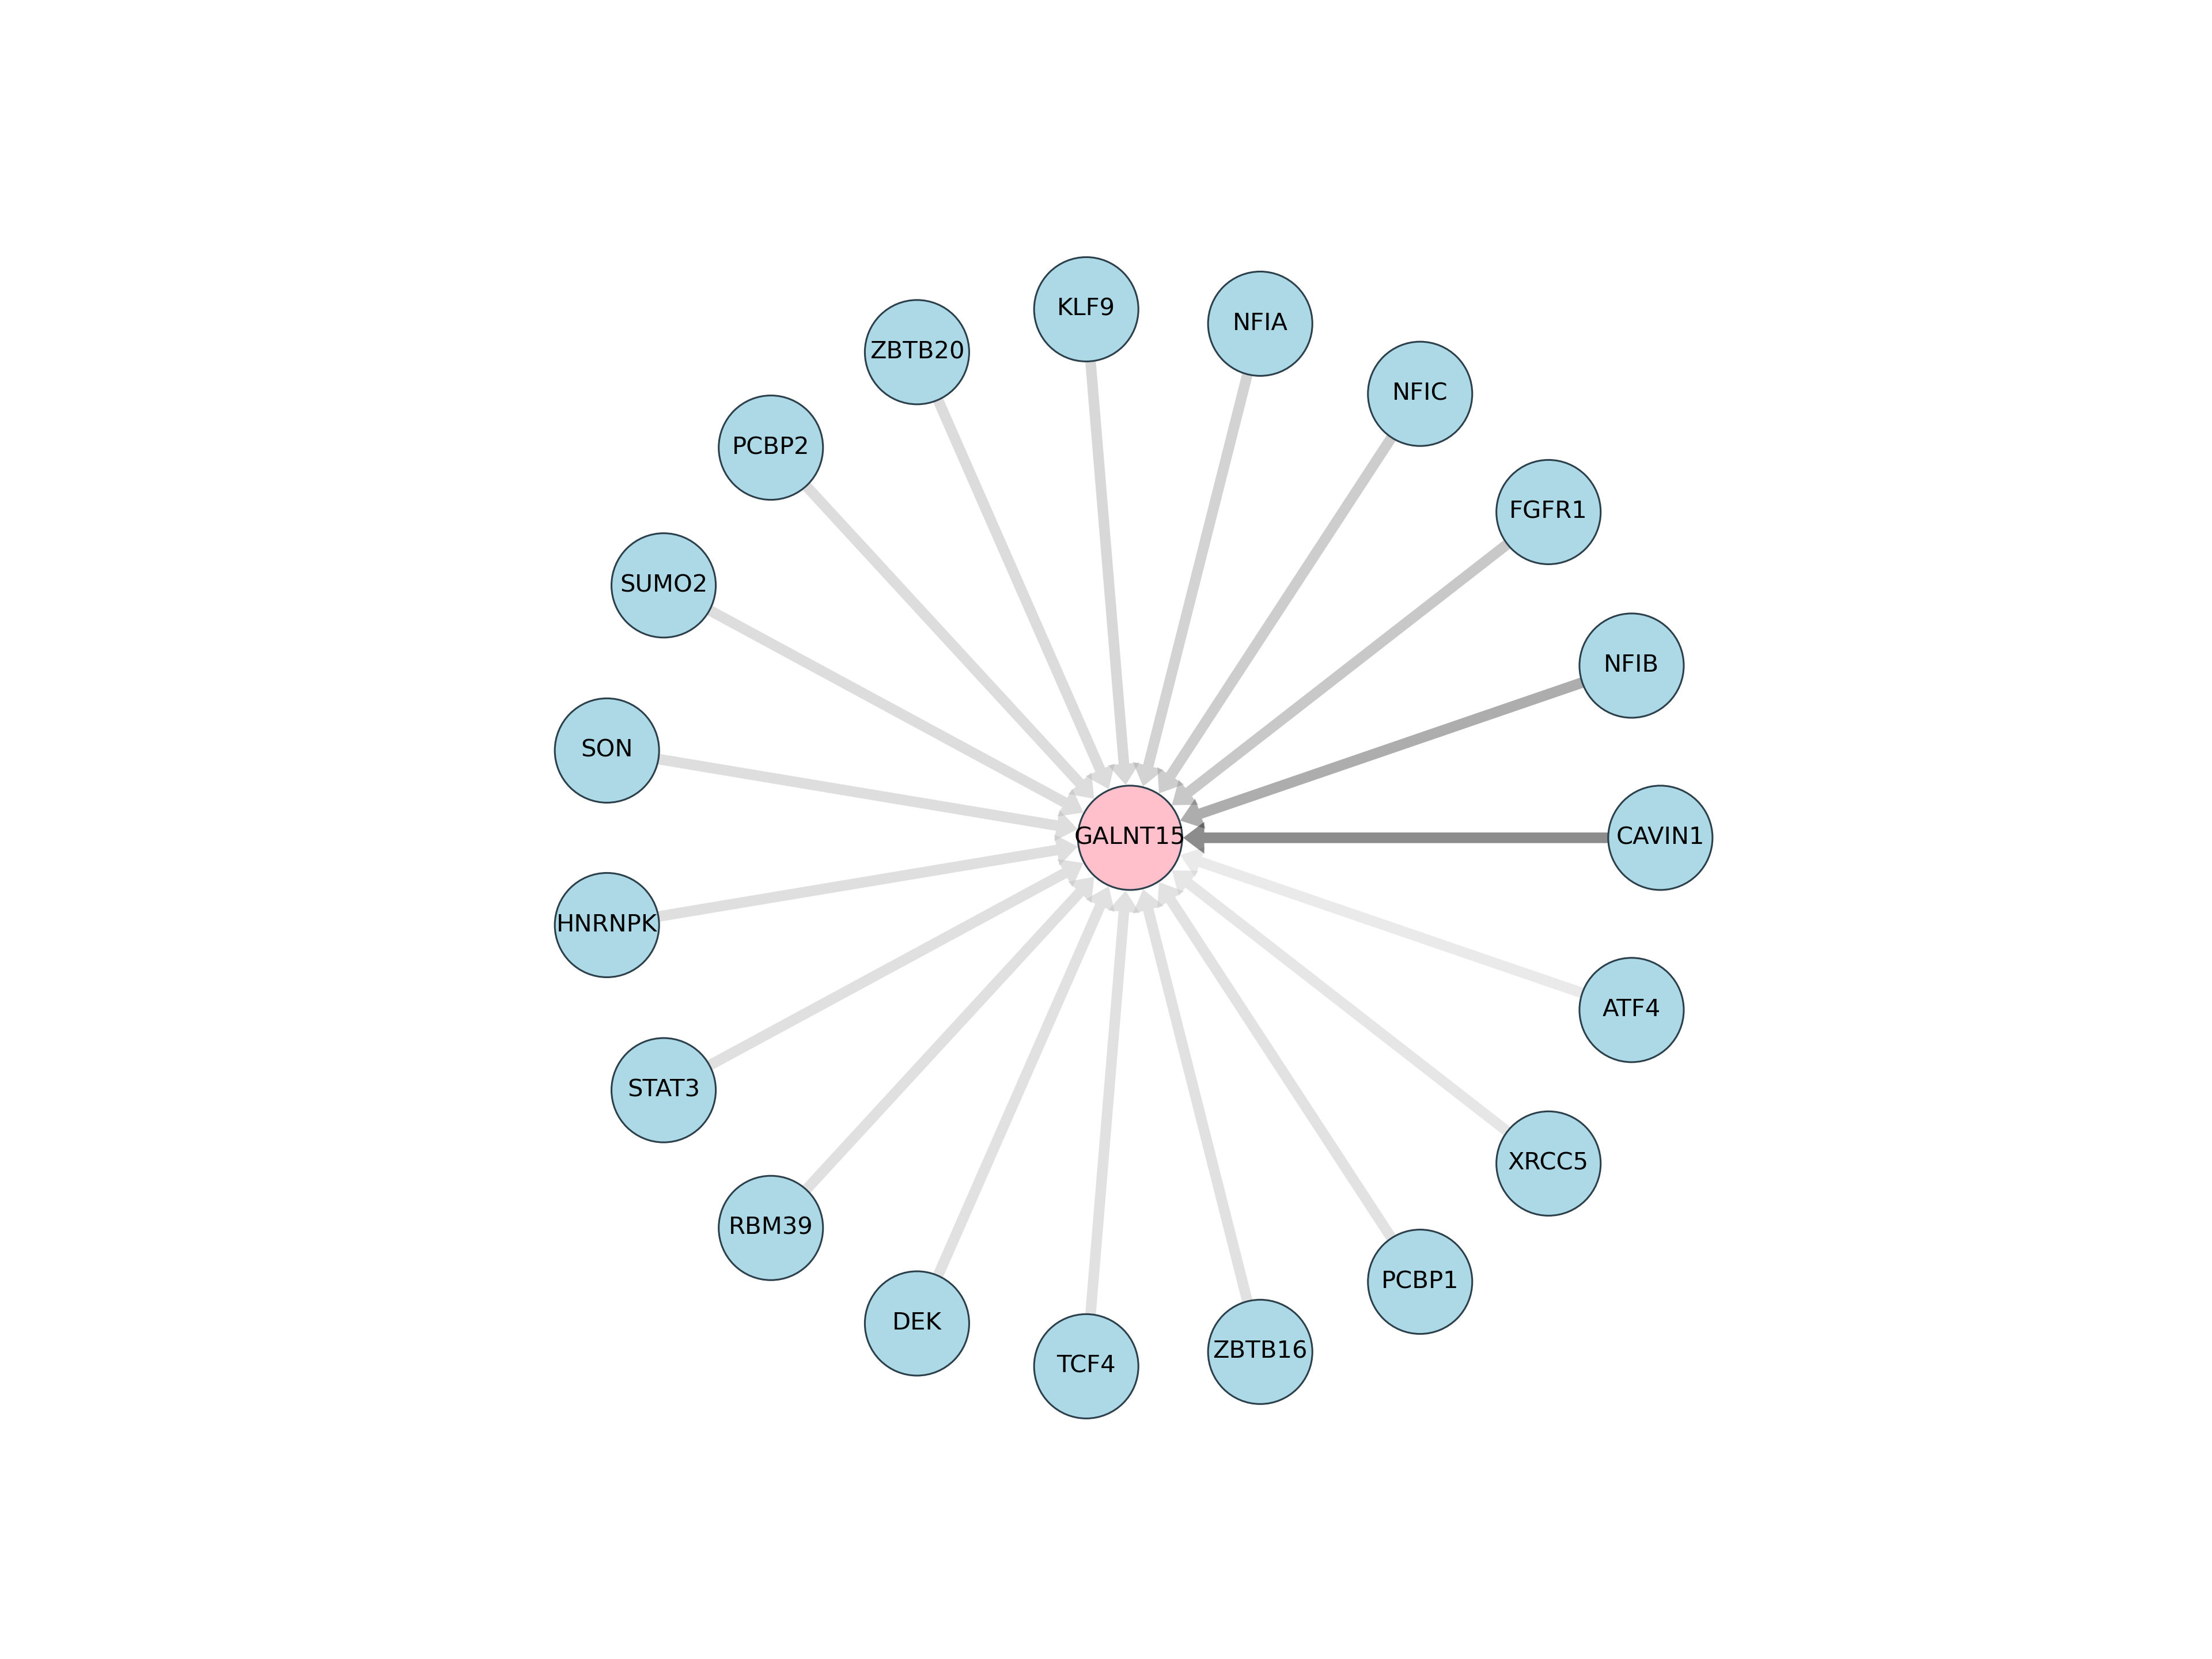 KLF9
NFIA
ZBTB20
NFIC
PCBP2
FGFR1
SUMO2
NFIB
SON
GALNT15
CAVIN1
HNRNPK
ATF4
STAT3
XRCC5
RBM39
PCBP1
DEK
ZBTB16
TCF4